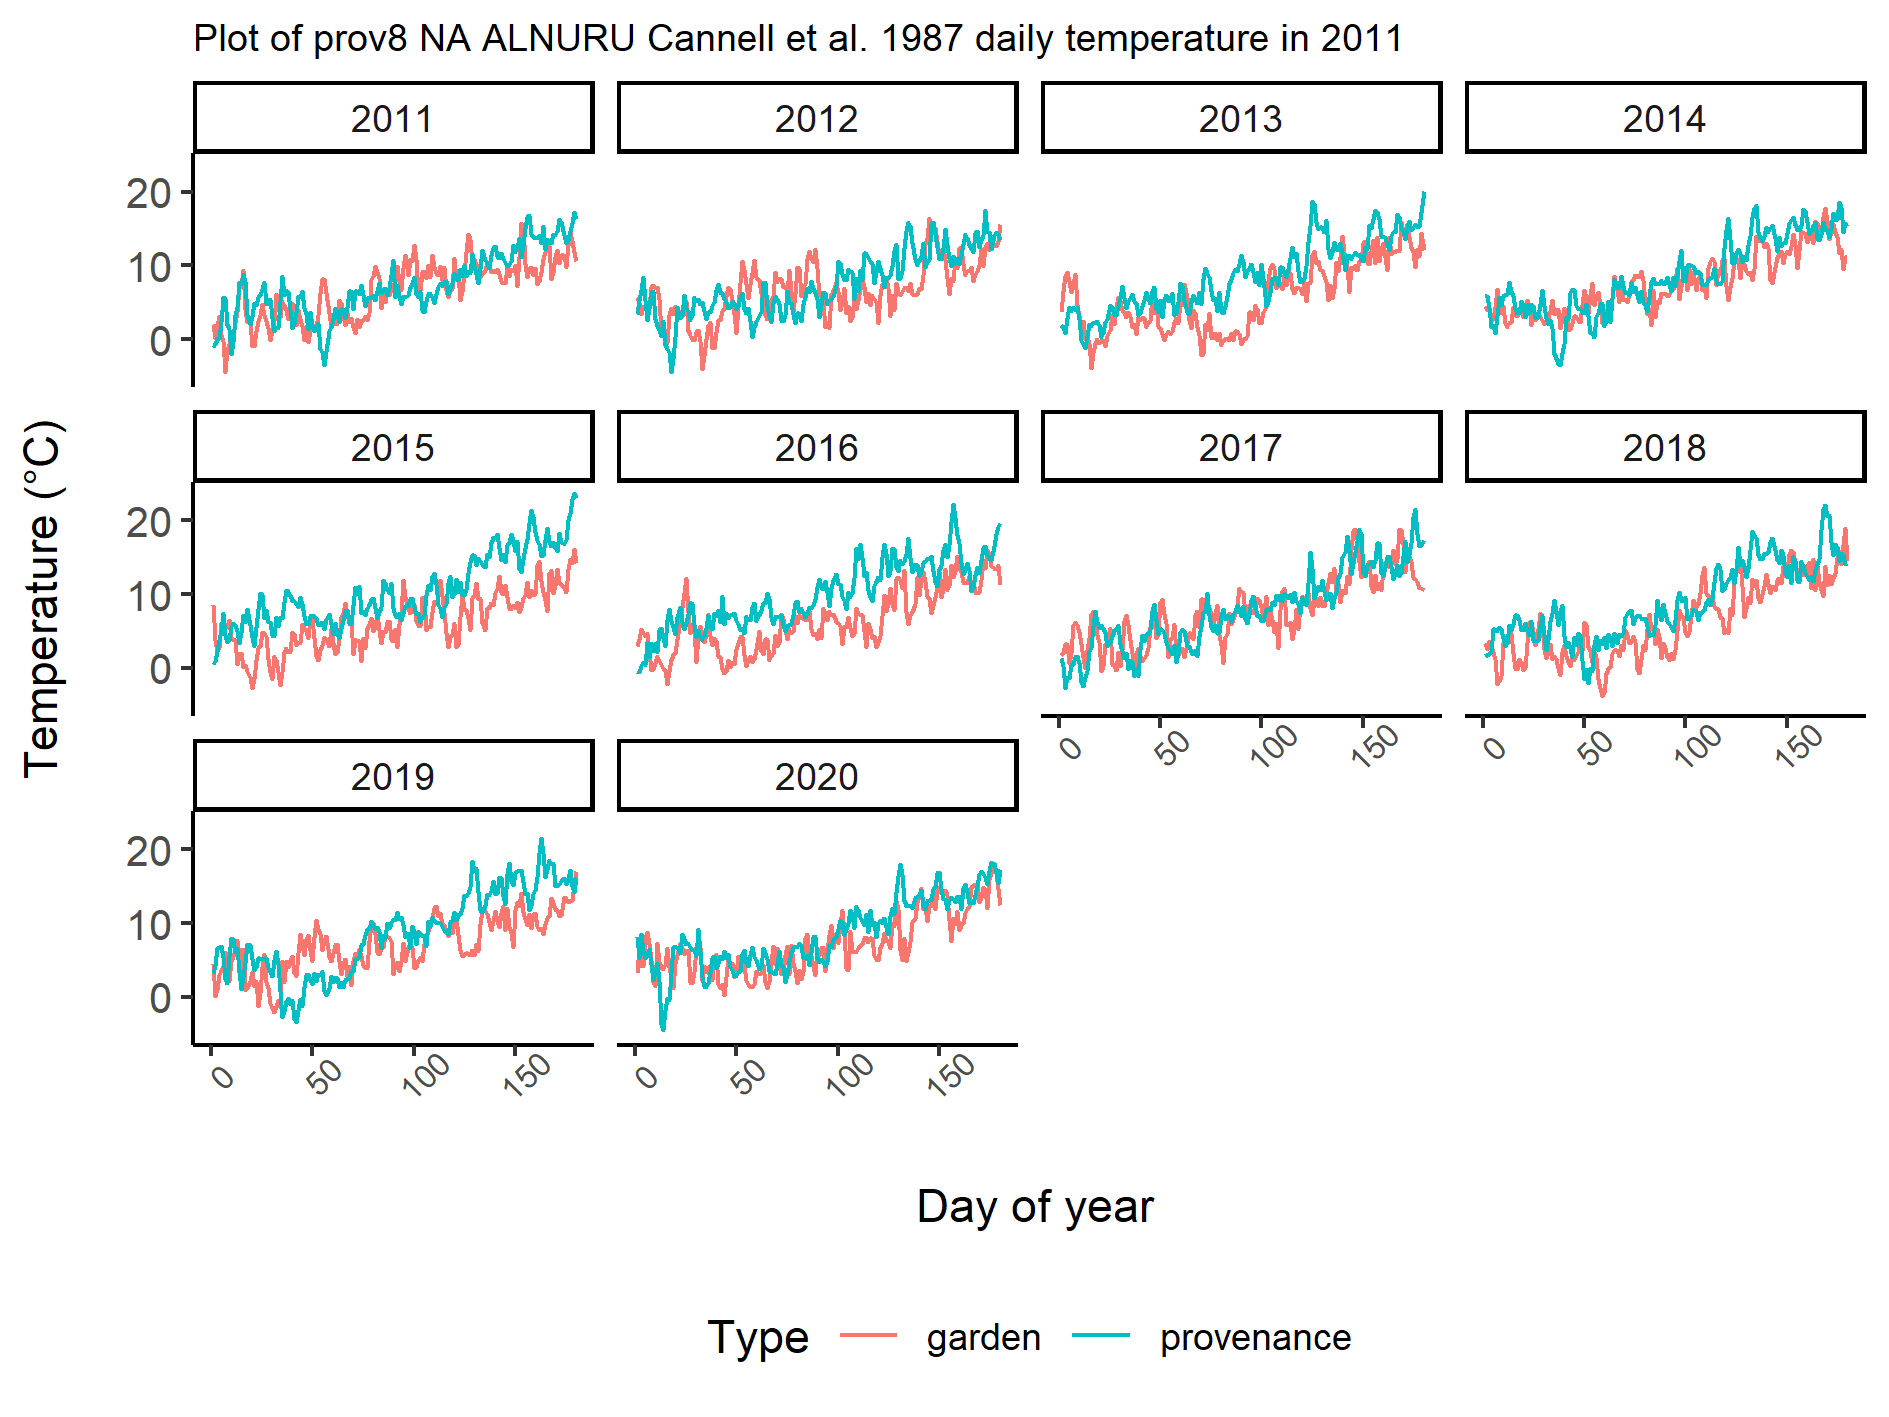 Plot of prov8 NA ALNURU Cannell et al. 1987 daily temperature in 2011
2011 2012 2013 2014
20
10
0
2015 2016 2017 2018
20
10
0
0 50 100 150 0 50 100 150
2019 2020
20
10
0
0 50 100 150 0 50 100 150
Temperature (°C)
Day of year
Type garden provenance